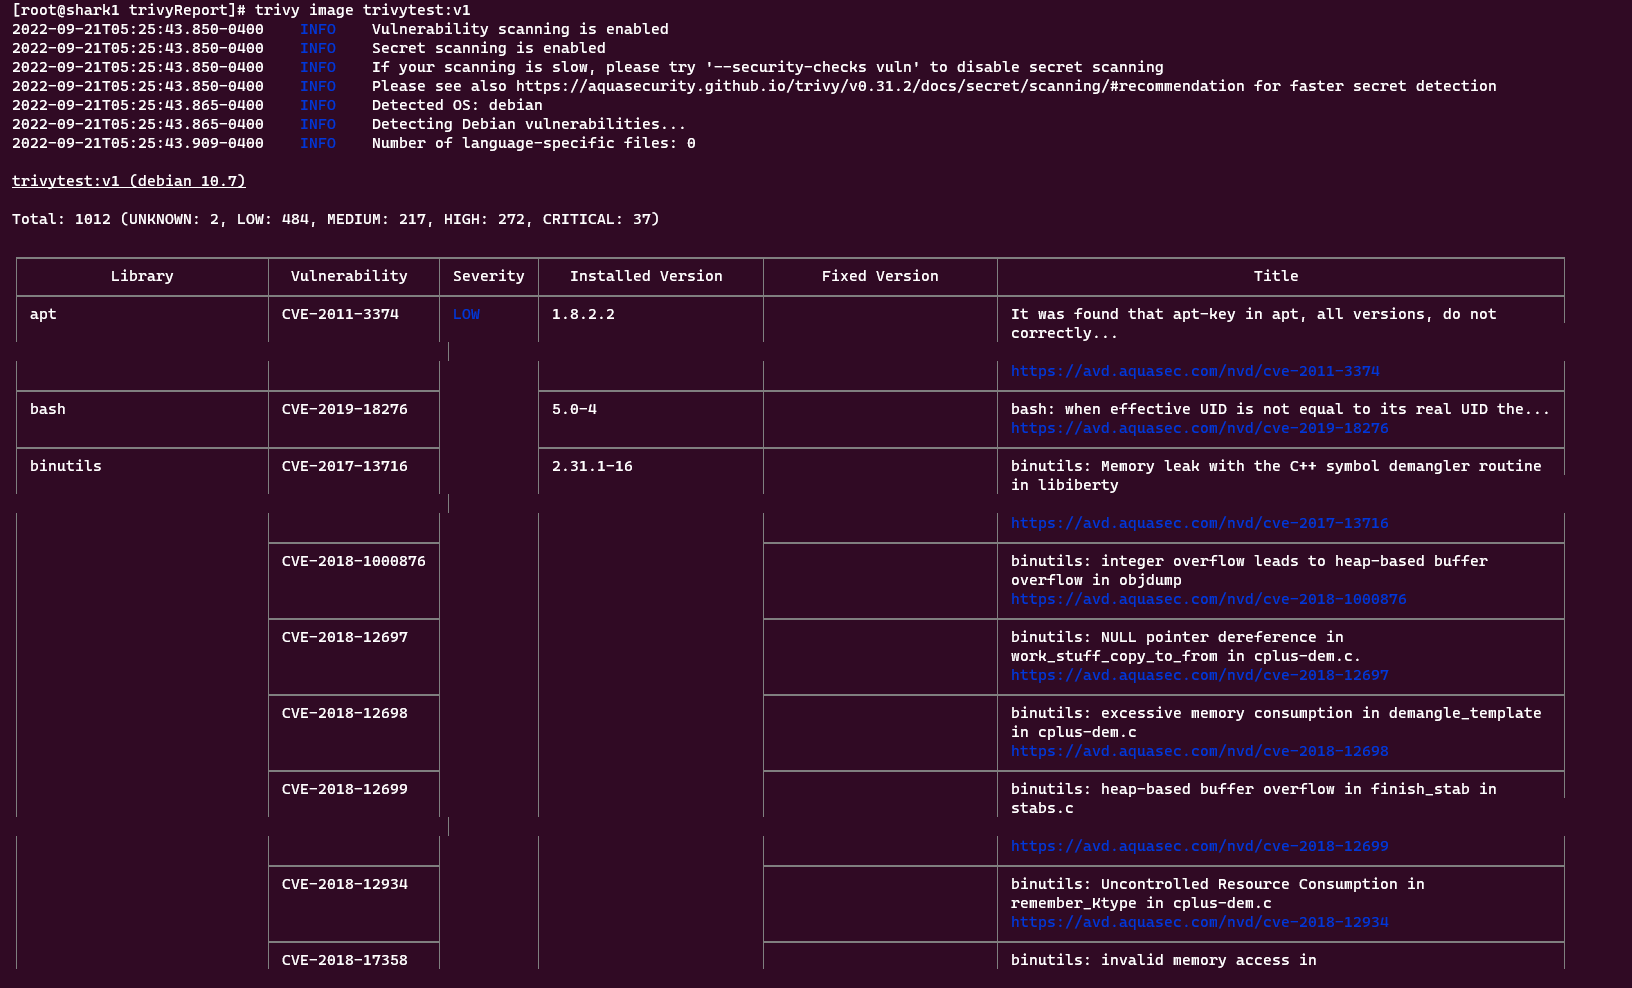 [root@shark1 trivyReport]# trivy image trivytest:v1
2022-09-21T05:25:43.850-0400 INFO Vulnerability scanning is enabled
2022-09-21T05:25:43.850-0400 INFO Secret scanning is enabled
2022-09-21T05:25:43.850-0400 INFO If your scanning is slow, please try '--security-checks vuln' to disable secret scanning
2022-09-21T05:25:43.850-0400 INFO Please see also https://aquasecurity.github.io/trivy/v0.31.2/docs/secret/scanning/#recommendation for faster secret detection
2022-09-21T05:25:43.865-0400 INFO Detected OS: debian
2022-09-21T05:25:43.865-0400 INFO Detecting Debian vulnerabilities...
2022-09-21T05:25:43.909-0400 INFO Number of language-specific files: 0
trivytest:v1 (debian 10.7)
Total: 1012 (UNKNOWN: 2, LOW: 484, MEDIUM: 217, HIGH: 272, CRITICAL: 37)
Library Vulnerability Severity Installed Version Fixed Version Title
apt CVE-2011-3374 LOW 1.8.2.2 It was found that apt-key in apt, all versions, do not
correctly...
https://avd.aquasec.com/nvd/cve-2011-3374
bash CVE-2019-18276 5.0-4 bash: when effective UID is not equal to its real UID the...
https://avd.aquasec.com/nvd/cve-2019-18276
binutils CVE-2017-13716 2.31.1-16 binutils: Memory leak with the C++ symbol demangler routine
in libiberty
https://avd.aquasec.com/nvd/cve-2017-13716
CVE-2018-1000876 binutils: integer overflow leads to heap-based buffer
overflow in objdump
https://avd.aquasec.com/nvd/cve-2018-1000876
CVE-2018-12697 binutils: NULL pointer dereference in
work_stuff_copy_to_from in cplus-dem.c.
https://avd.aquasec.com/nvd/cve-2018-12697
CVE-2018-12698 binutils: excessive memory consumption in demangle_template
in cplus-dem.c
https://avd.aquasec.com/nvd/cve-2018-12698
CVE-2018-12699 binutils: heap-based buffer overflow in finish_stab in
stabs.c
https://avd.aquasec.com/nvd/cve-2018-12699
CVE-2018-12934 binutils: Uncontrolled Resource Consumption in
remember_Ktype in cplus-dem.c
https://avd.aquasec.com/nvd/cve-2018-12934
CVE-2018-17358 binutils: invalid memory access in